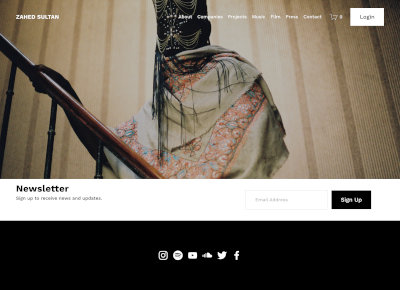 ZAHED SULTAN
About Companies Projects Music Film Press Contact 0 Login
Newsletter
Sign up to receive news and updates.
Email Address
Sign Up